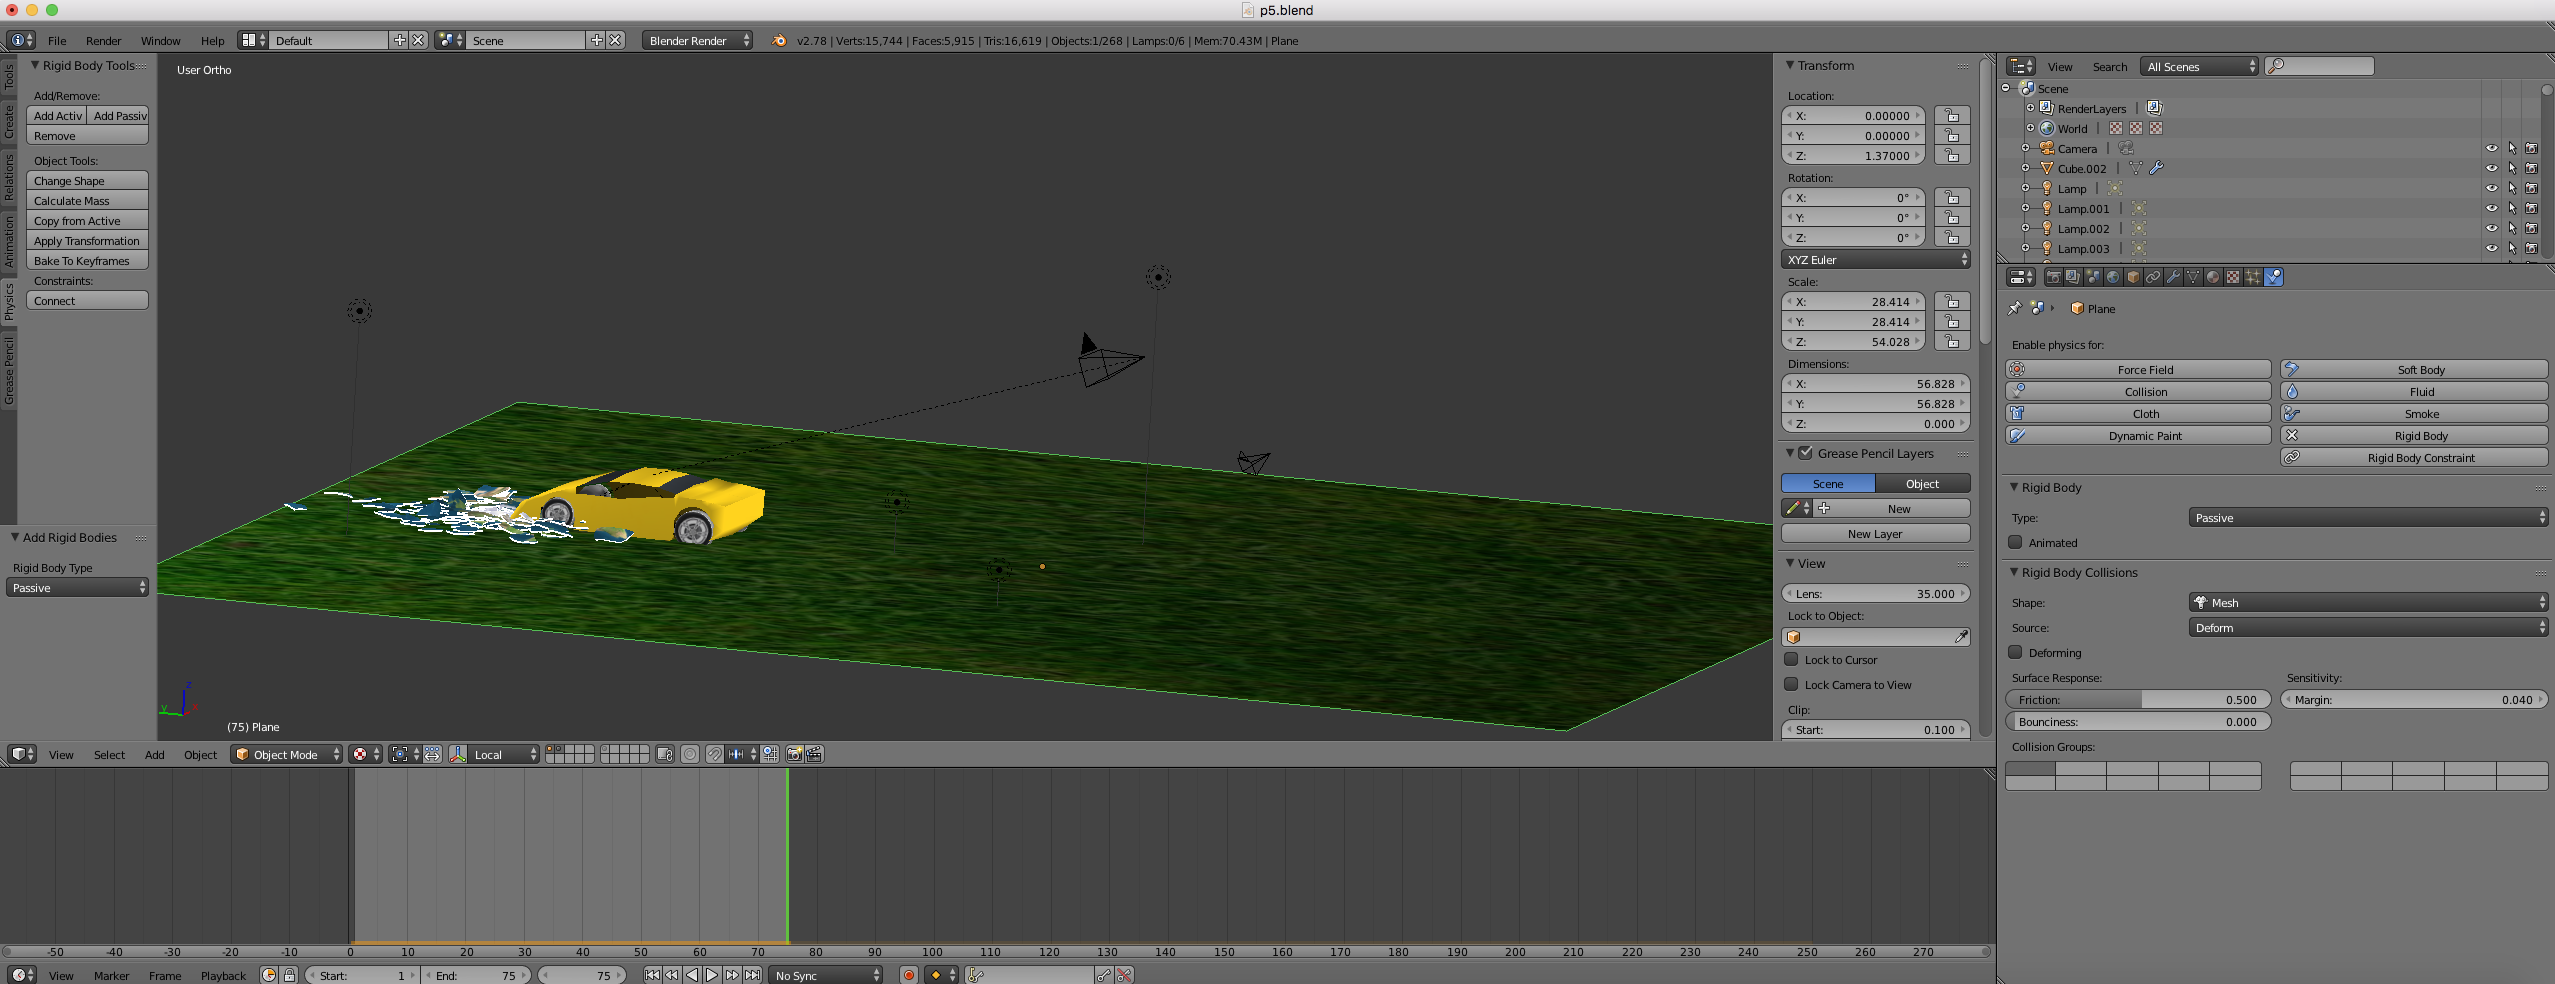 p5.blend
File Render Window Help Default Scene Blender Render v2.78 | Verts:15,744 | Faces:5,915 | Tris:16,619 | Objects:1/268 | Lamps:0/6 | Mem:70.43M | Plane
Tools
Create
Relations
Animation
Physics
Grease Pencil
Rigid Body Tools
Add/Remove:
Add Activ Add Passiv
Remove
Object Tools:
Change Shape
Calculate Mass
Copy from Active
Apply Transformation
Bake To Keyframes
Constraints:
Connect
Add Rigid Bodies
Rigid Body Type
Passive
User Ortho
Z
Y
(75) Plane
Transform
Location:
X: 0.00000
Y: 0.00000
Z: 1.37000
Rotation:
X: 0°
Y: 0°
Z: 0°
XYZ Euler
Scale:
X: 28.414
Y: 28.414
Z: 54.028
Dimensions:
X: 56.828
Y: 56.828
Z: 0.000
Grease Pencil Layers
Scene Object
New
New Layer
View
Lens: 35.000
Lock to Object:
Lock to Cursor
Lock Camera to View
Clip:
Start: 0.100
View Select Add Object Object Mode Local
-50 -40 -30 -20 -10 0 10 20 30 40 50 60 70 80 90 100 110 120 130 140 150 160 170 180 190 200 210 220 230 240 250 260 270
View Marker Frame Playback Start: 1 End: 75 75 No Sync
View Search All Scenes
Scene
RenderLayers |
World |
Camera |
Cube.002 |
Lamp |
Lamp.001 |
Lamp.002 |
Lamp.003 |
Plane
Enable physics for:
Force Field Soft Body
Collision Fluid
Cloth Smoke
Dynamic Paint Rigid Body
Rigid Body Constraint
Rigid Body
Type: Passive
Animated
Rigid Body Collisions
Shape: Mesh
Source: Deform
Deforming
Surface Response: Sensitivity:
Friction: 0.500 Margin: 0.040
Bounciness: 0.000
Collision Groups: